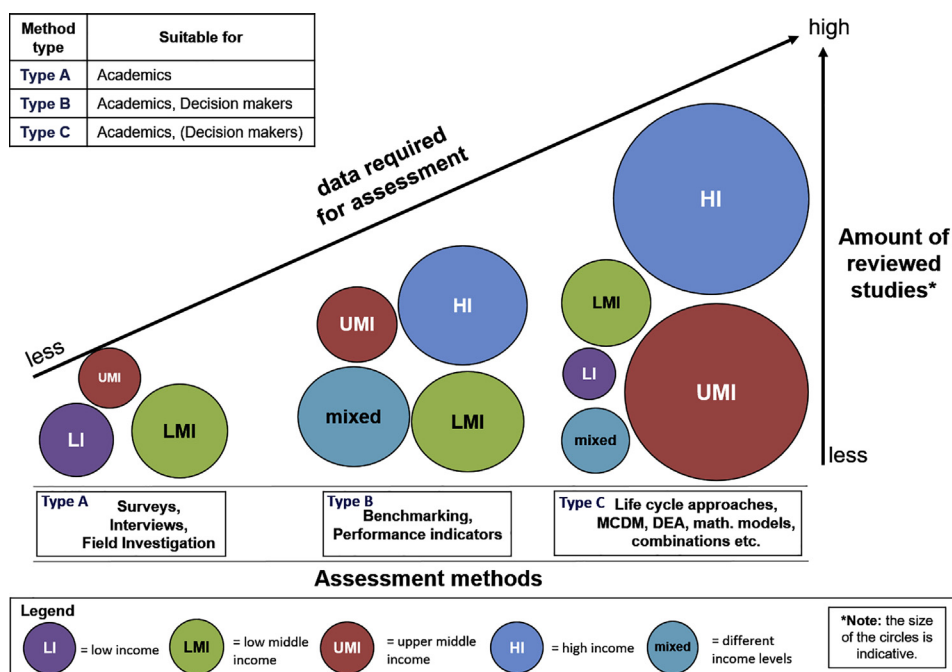 Method type
Suitable for
Type A
Academics
Type B
Academics, Decision makers
Type C
Academics, (Decision makers)
high
data required
for assessment
less
Amount of
reviewed
studies*
less
UMI
LI
LMI
UMI
HI
mixed
LMI
HI
LMI
LI
mixed
UMI
Type A
Surveys,
Interviews,
Field Investigation
Type B
Benchmarking,
Performance indicators
Type C
Life cycle approaches,
MCDM, DEA, math. models,
combinations etc.
Assessment methods
Legend
LI
= low income
LMI
= low middle
income
UMI
= upper middle
income
HI
= high income
mixed
= different
income levels
*Note: the size
of the circles is
indicative.